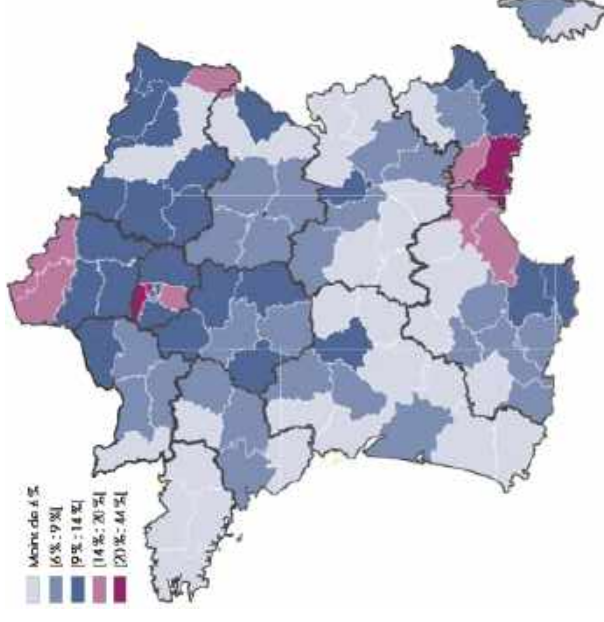 Moins de 6 %
[6 % : 9 %[
[9 % : 14 %[
[14 % : 20 %[
[20 % : 44 %[